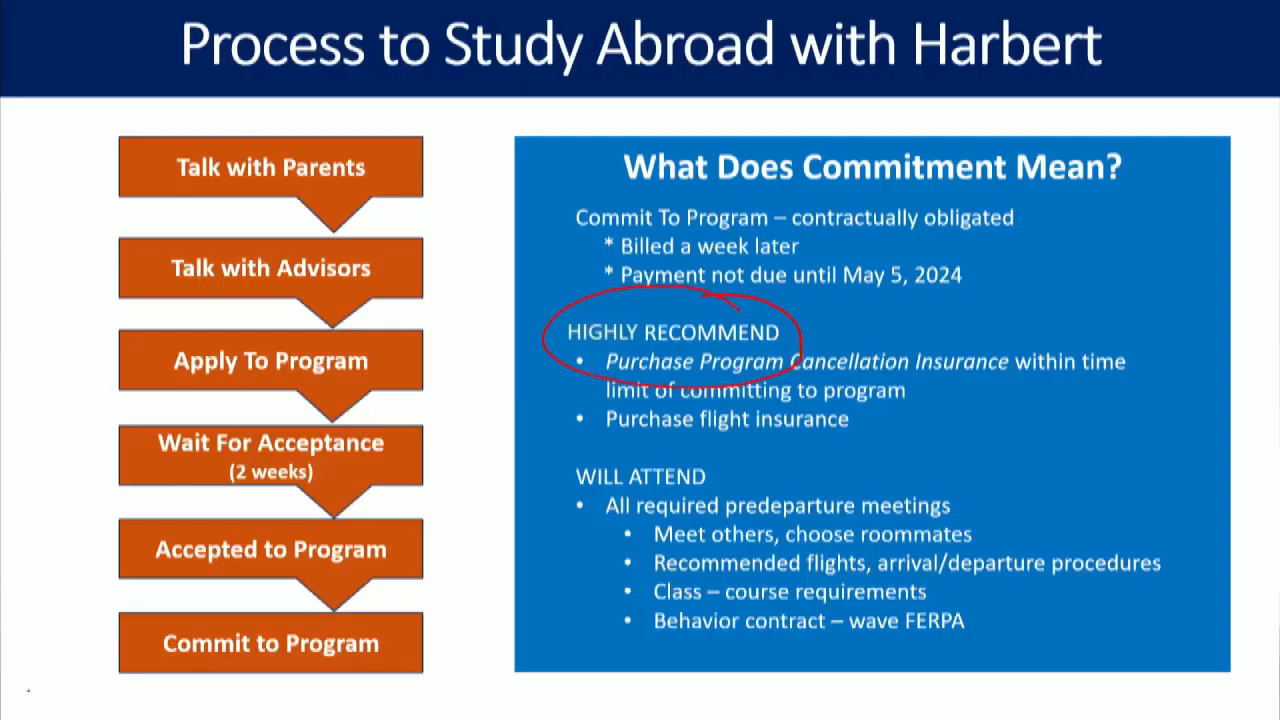 Process to Study Abroad with Harbert
Talk with Parents
Talk with Advisors
Apply To Program
Wait For Acceptance
(2 weeks)
Accepted to Program
Commit to Program
What Does Commitment Mean?
Commit To Program – contractually obligated
* Billed a week later
* Payment not due until May 5, 2024
HIGHLY RECOMMEND
• Purchase Program Cancellation Insurance within time
limit of committing to program
• Purchase flight insurance
WILL ATTEND
• All required predeparture meetings
• Meet others, choose roommates
• Recommended flights, arrival/departure procedures
• Class – course requirements
• Behavior contract – wave FERPA